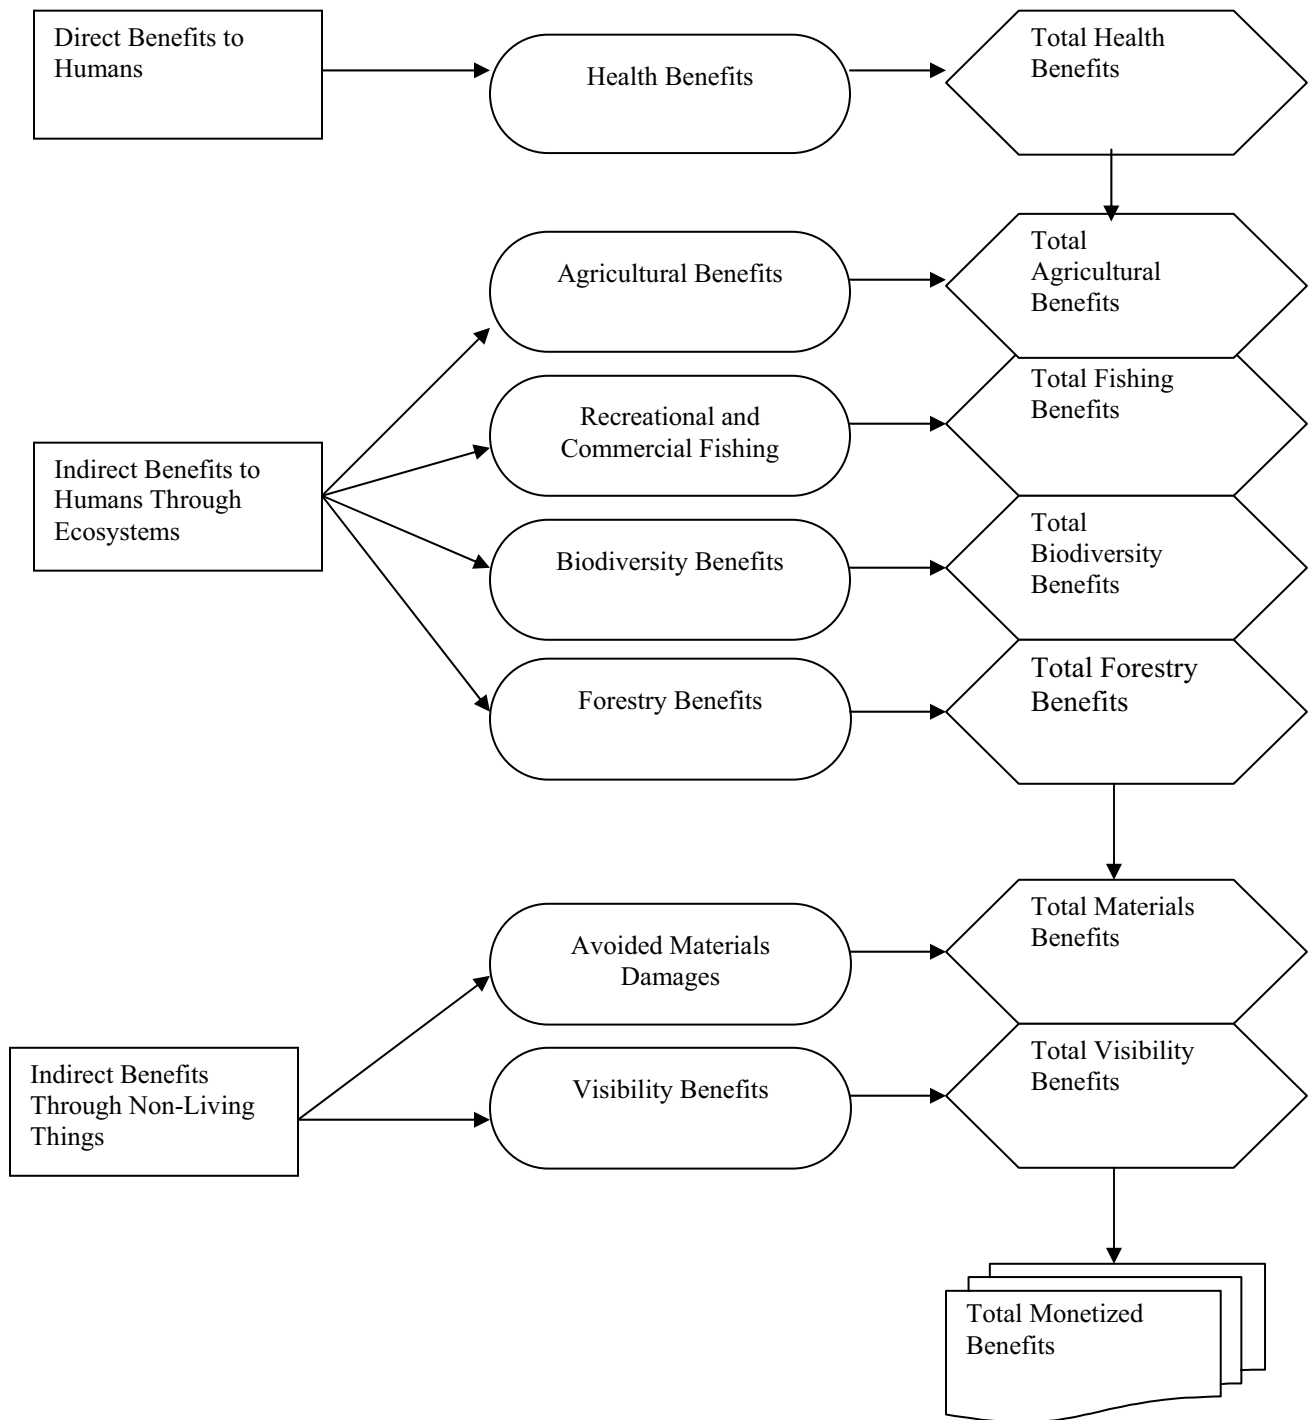 Direct Benefits to
Humans
Health Benefits
Total Health
Benefits
Agricultural Benefits
Total
Agricultural
Benefits
Recreational and
Commercial Fishing
Total Fishing
Benefits
Indirect Benefits to
Humans Through
Ecosystems
Biodiversity Benefits
Total
Biodiversity
Benefits
Forestry Benefits
Total Forestry
Benefits
Avoided Materials
Damages
Total Materials
Benefits
Indirect Benefits
Through Non-Living
Things
Visibility Benefits
Total Visibility
Benefits
Total Monetized
Benefits